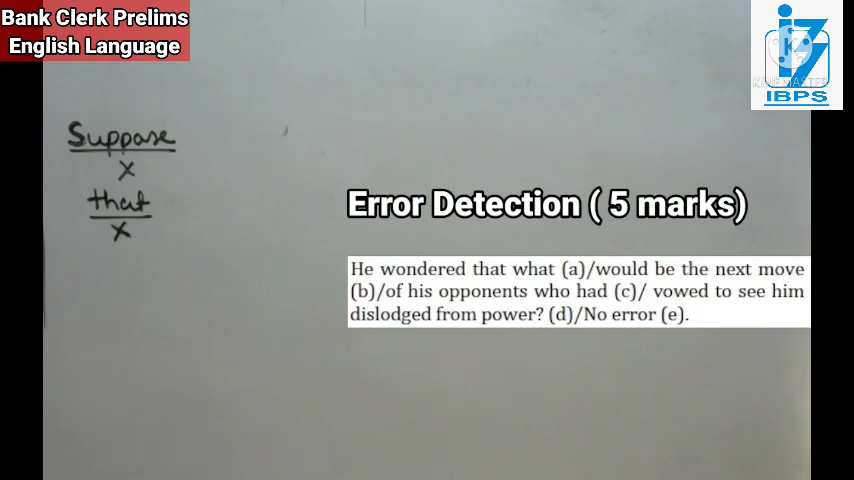 Bank Clerk Prelims
English Language
K
KINEMASTER
IBPS
Suppose
x
that
x
Error Detection ( 5 marks)
He wondered that what (a)/would be the next move
(b)/of his opponents who had (c)/ vowed to see him
dislodged from power? (d)/No error (e).